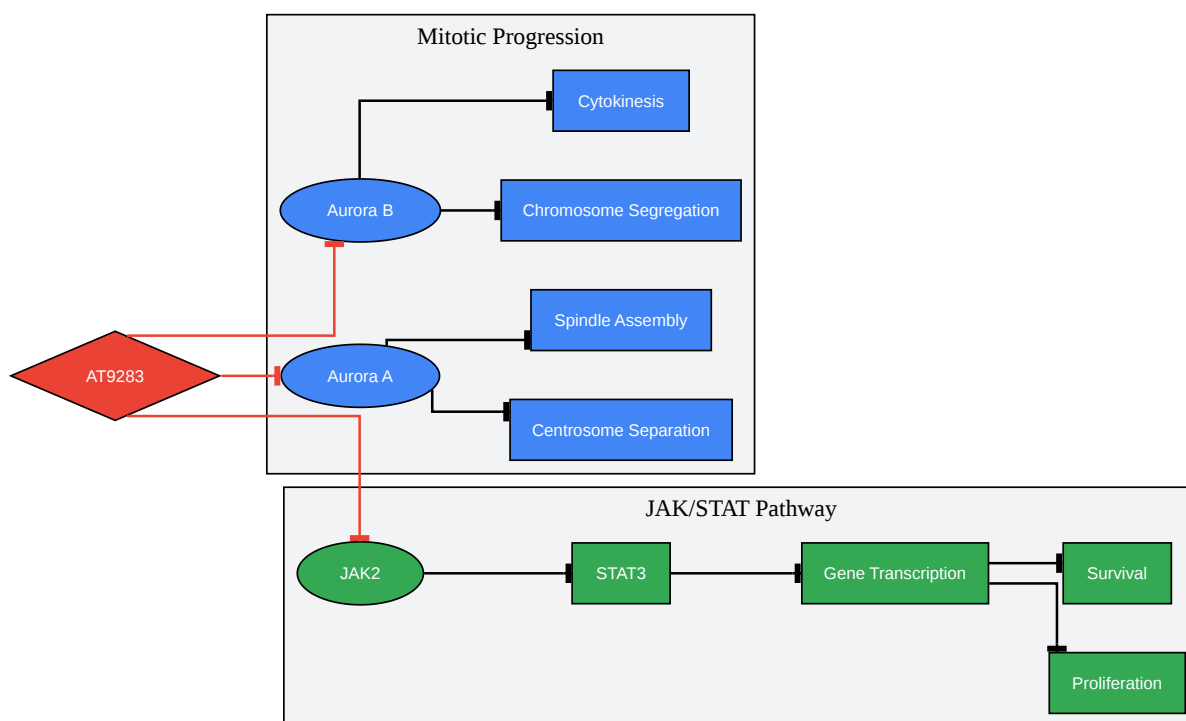 Mitotic Progression
Cytokinesis
Aurora B
Chromosome Segregation
Spindle Assembly
AT9283
Aurora A
Centrosome Separation
JAK/STAT Pathway
JAK2
STAT3
Gene Transcription
Survival
Proliferation